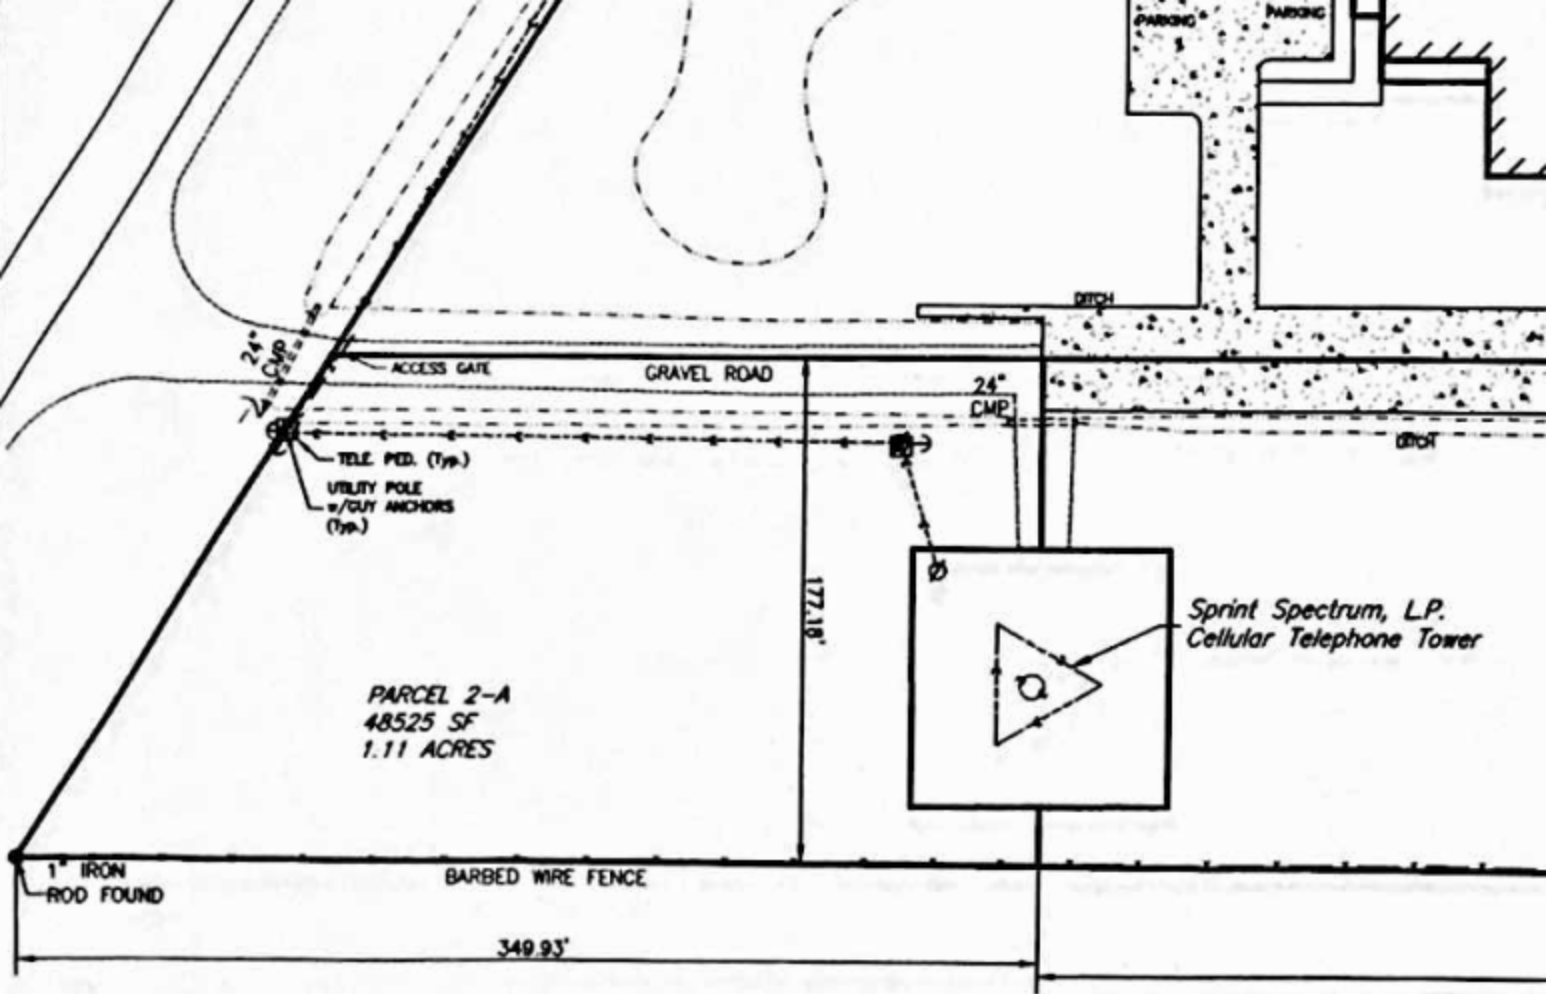 PARKING
PARKING
DITCH
24"
CMP
ACCESS GATE
GRAVEL ROAD
24"
CMP
DITCH
TELE. PED. (Typ.)
UTILITY POLE
w/GUY ANCHORS
(Typ.)
177.18'
Sprint Spectrum, L.P.
Cellular Telephone Tower
PARCEL 2-A
48525 SF
1.11 ACRES
1" IRON
ROD FOUND
BARBED WIRE FENCE
349.93'